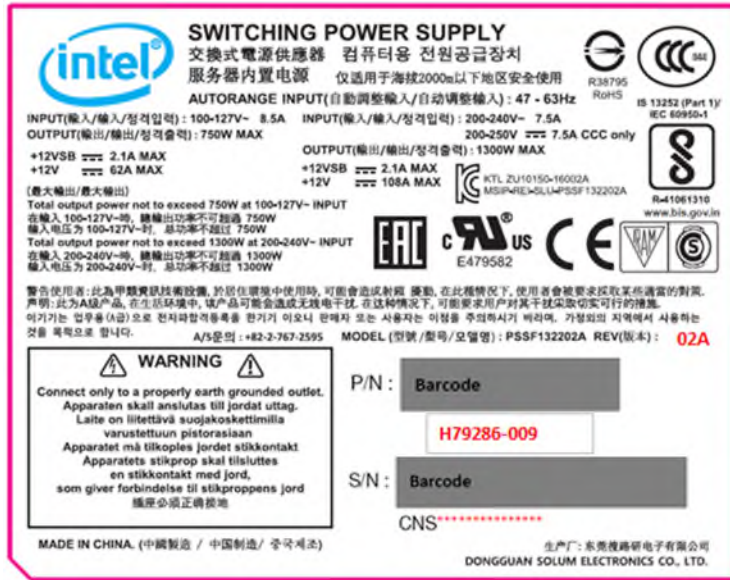 intel
SWITCHING POWER SUPPLY
交換式電源供應器 컴퓨터용 전원공급장치
服务器内置电源 仅适用于海拔2000m以下地区安全使用
AUTORANGE INPUT(自動調整輸入/自动调整输入) : 47 - 63Hz
R38795
RoHS
IS 13252 (Part 1)/
IEC 60950-1
INPUT(輸入/输入/정격입력) : 100-127V~ 8.5A INPUT(輸入/输入/정격입력) : 200-240V~ 7.5A
OUTPUT(輸出/输出/정격출력) : 750W MAX 200-250V 7.5A CCC only
OUTPUT(輸出/输出/정격출력) : 1300W MAX
+12VSB 2.1A MAX +12VSB 2.1A MAX
+12V 62A MAX +12V 108A MAX
KTL ZU10150-16002A
MSIP-REI-SLU-PSSF132202A
R-41061310
www.bis.gov.in
(最大輸出/最大输出)
Total output power not to exceed 750W at 100-127V~ INPUT
在輸入 100-127V~時, 總輸出功率不可超過 750W
输入电压为 100-127V~时, 总功率不超过 750W
Total output power not to exceed 1300W at 200-240V~ INPUT
在輸入 200-240V~時, 總輸出功率不可超過 1300W
输入电压为 200-240V~时, 总功率不超过 1300W
EAC
c RU US
E479582
CE
警告使用者: 此為甲類資訊技術設備, 於居住環境中使用時, 可能會造成射頻 擾動, 在此種情況下, 使用者會被要求採取某些適當的對策.
声明: 此为A级产品, 在生活环境中, 该产品可能会造成无线电干扰. 在这种情况下, 可能要求用户对其干扰采取切实可行的措施.
이기기는 업무용(A급)으로 전자파합격등록을 한기기 이오니 판매자 또는 사용자는 이점을 주의하시기 바라며, 가정외의 지역에서 사용하는
것을 목적으로 합니다.
A/S문의 : +82-2-767-2595 MODEL (型號/型号/모델명) : PSSF132202A REV(版本) : 02A
WARNING
Connect only to a properly earth grounded outlet.
Apparaten skall anslutas till jordat uttag.
Laite on liitettävä suojakoskettimilla
varustettuun pistorasiaan
Apparatet må tilkoples jordet stikkontakt
Apparatets stikprop skal tilsluttes
en stikkontakt med jord,
som giver forbindelse til stikproppens jord
插座必须正确接地
P/N : Barcode
H79286-009
S/N : Barcode
CNS***************
MADE IN CHINA. (中國製造 / 中国制造/ 중국제조)
生产厂: 东莞搜路研电子有限公司
DONGGUAN SOLUM ELECTRONICS CO., LTD.